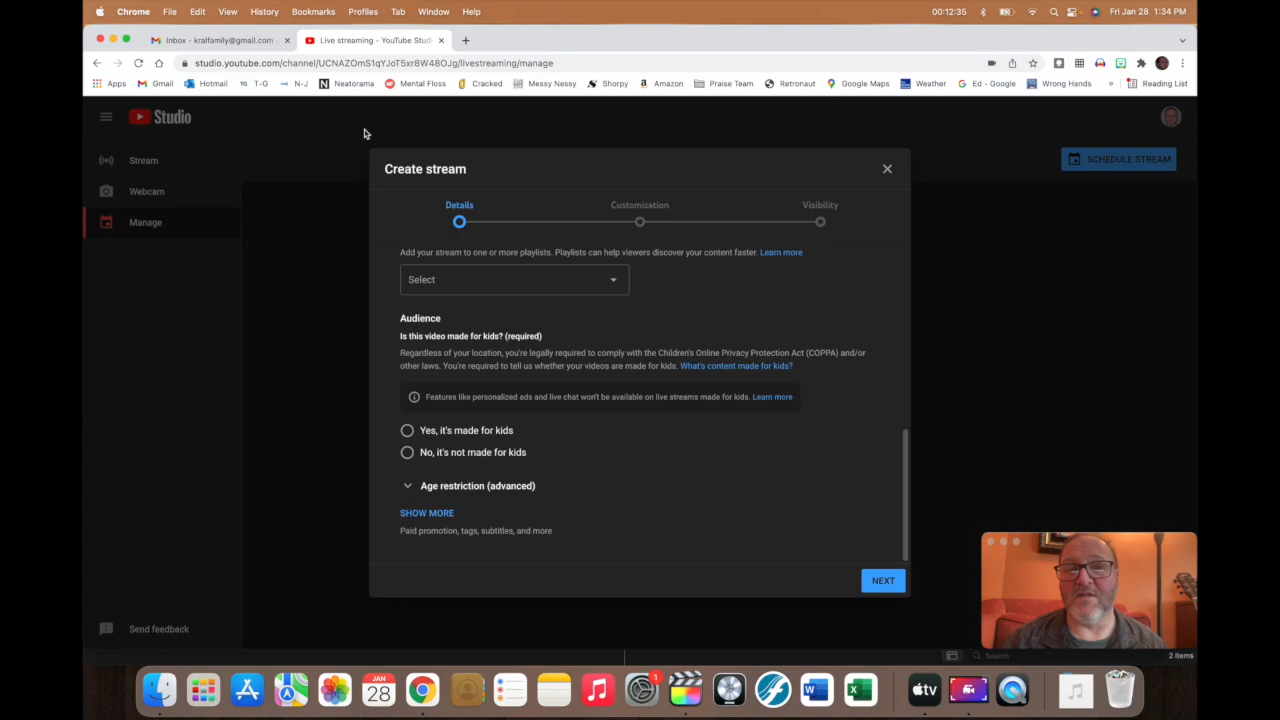 Chrome File Edit View History Bookmarks Profiles Tab Window Help 00:12:35 Fri Jan 28 1:34 PM
Inbox - kralfamily@gmail.com Live streaming - YouTube Studi
studio.youtube.com/channel/UCNAZOmS1qYJoT5xr8W48OJg/livestreaming/manage
Apps Gmail Hotmail TG T-G N-J N Neatorama Mental Floss Cracked Messy Nessy Shorpy Amazon Praise Team Retronaut Google Maps Weather Ed - Google Wrong Hands » Reading List
Studio
SCHEDULE STREAM
Stream
Webcam
Manage
Create stream
Details Customization Visibility
Add your stream to one or more playlists. Playlists can help viewers discover your content faster. Learn more
Select
Audience
Is this video made for kids? (required)
Regardless of your location, you're legally required to comply with the Children's Online Privacy Protection Act (COPPA) and/or
other laws. You're required to tell us whether your videos are made for kids. What's content made for kids?
Features like personalized ads and live chat won't be available on live streams made for kids. Learn more
Yes, it's made for kids
No, it's not made for kids
Age restriction (advanced)
SHOW MORE
Paid promotion, tags, subtitles, and more
NEXT
Send feedback
Search 2 items
JAN
28
1
tv